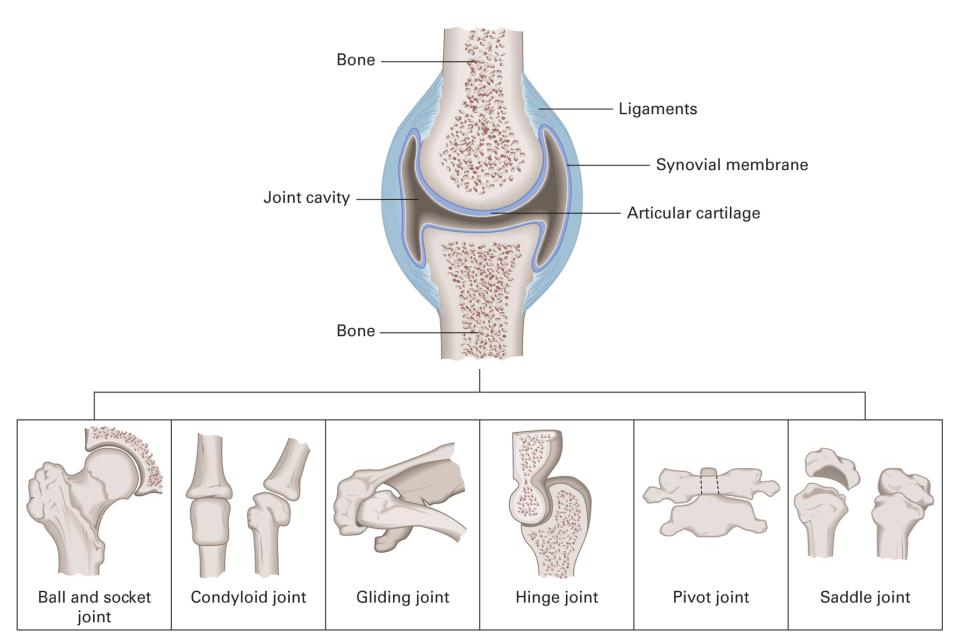 Bone
Ligaments
Synovial membrane
Joint cavity
Articular cartilage
Bone
Ball and socket
joint
Condyloid joint
Gliding joint
Hinge joint
Pivot joint
Saddle joint